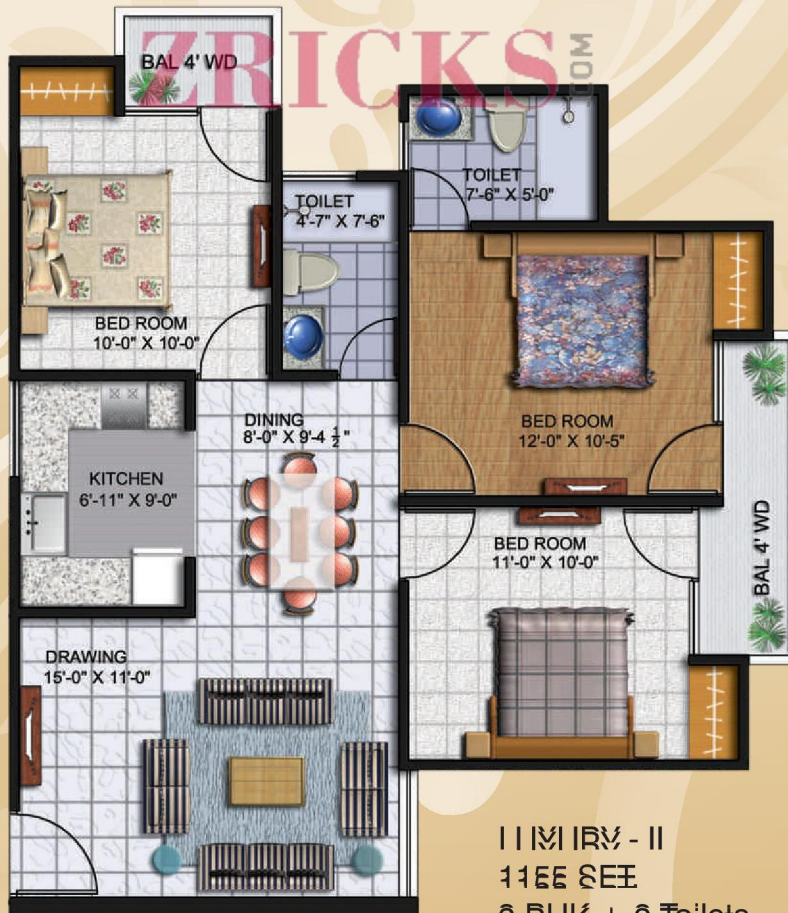 ZRICKS
.COM
BAL 4' WD
TOILET
7'-6" X 5'-0"
TOILET
4'-7" X 7'-6"
BED ROOM
10'-0" X 10'-0"
DINING
8'-0" X 9'-4 ½"
BED ROOM
12'-0" X 10'-5"
KITCHEN
6'-11" X 9'-0"
BAL 4' WD
BED ROOM
11'-0" X 10'-0"
DRAWING
15'-0" X 11'-0"
- II